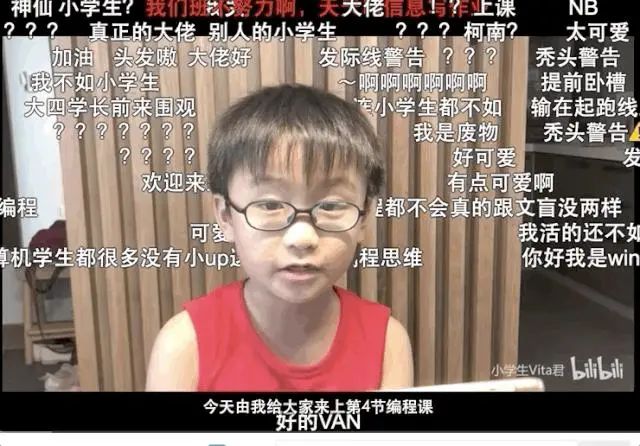 神仙 小学生? 我们班 努力啊，天 大佬 信息 写作业 ! ? 上课 NB
? ? ? 真正的大佬 别人的小学生 ? ? ? 柯南? 太可爱
加油 头发嗷 大佬好 发际线警告 ? ? ? 秃头警告
我不如小学生 ～啊啊啊啊啊啊 提前卧槽
大四学长前来围观 连小学生都不如 输在起跑线
? ? ? ? ? ? ? 我是废物 秃头警告⚠
? ? ? ? 好可爱 发
欢迎来 有点可爱啊
编程 程都不会真的跟文盲没两样
可爱 我活的还不如
算机学生都很多没有小up这 编程思维 你好我是win
小学生Vita君 bilibili
今天由我给大家来上第4节编程课
好的VAN